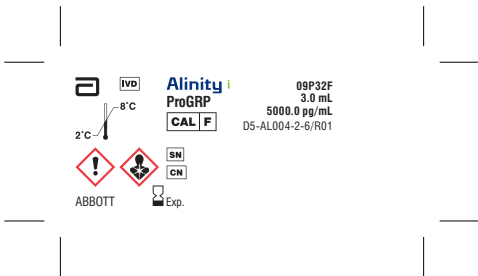 IVD
Alinity i
ProGRP
CAL F
09P32F
3.0 mL
5000.0 pg/mL
D5-AL004-2-6/R01
8°C
2°C
SN
CN
ABBOTT
Exp.